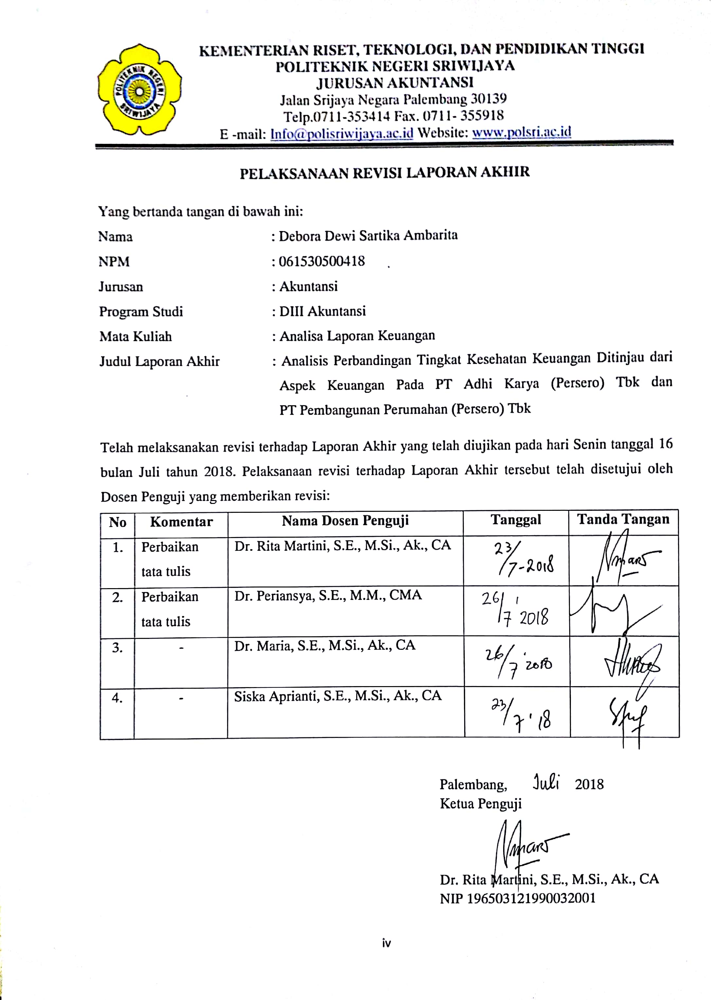 POLITEKNIK NEGERI SRIWIJAYA
KEMENTERIAN RISET, TEKNOLOGI, DAN PENDIDIKAN TINGGI
POLITEKNIK NEGERI SRIWIJAYA
JURUSAN AKUNTANSI
Jalan Srijaya Negara Palembang 30139
Telp.0711-353414 Fax. 0711- 355918
E -mail: Info@polisriwijaya.ac.id Website: www.polsri.ac.id
PELAKSANAAN REVISI LAPORAN AKHIR
Yang bertanda tangan di bawah ini:
Nama : Debora Dewi Sartika Ambarita
NPM : 061530500418
Jurusan : Akuntansi
Program Studi : DIII Akuntansi
Mata Kuliah : Analisa Laporan Keuangan
Judul Laporan Akhir : Analisis Perbandingan Tingkat Kesehatan Keuangan Ditinjau dari
Aspek Keuangan Pada PT Adhi Karya (Persero) Tbk dan
PT Pembangunan Perumahan (Persero) Tbk
Telah melaksanakan revisi terhadap Laporan Akhir yang telah diujikan pada hari Senin tanggal 16
bulan Juli tahun 2018. Pelaksanaan revisi terhadap Laporan Akhir tersebut telah disetujui oleh
Dosen Penguji yang memberikan revisi:
No Komentar Nama Dosen Penguji Tanggal Tanda Tangan
1. Perbaikan Dr. Rita Martini, S.E., M.Si., Ak., CA 23/
tata tulis /7-2018
2. Perbaikan Dr. Periansya, S.E., M.M., CMA 26/
tata tulis /7 2018
3. - Dr. Maria, S.E., M.Si., Ak., CA 26/
7 '2018
4. - Siska Aprianti, S.E., M.Si., Ak., CA 23/
7 '18
Palembang, Juli 2018
Ketua Penguji
Dr. Rita Martini, S.E., M.Si., Ak., CA
NIP 196503121990032001
iv